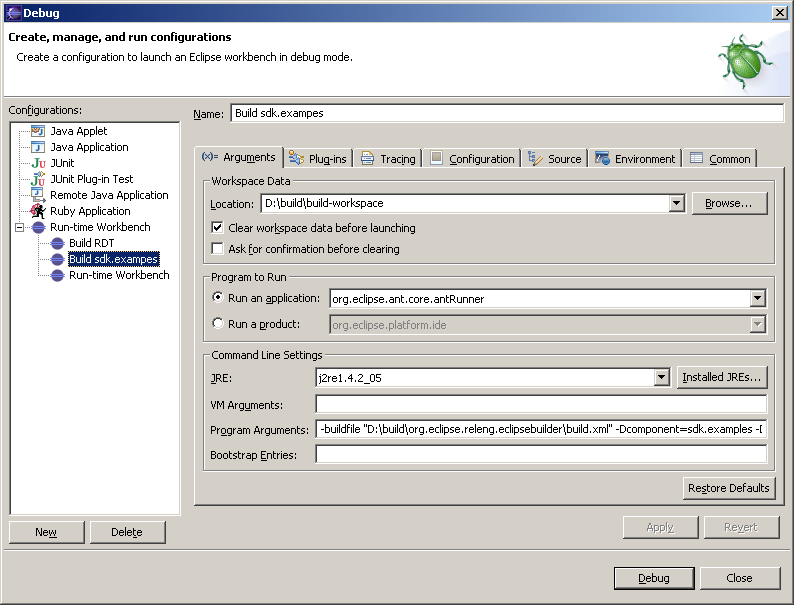 Debug
Create, manage, and run configurations
Create a configuration to launch an Eclipse workbench in debug mode.
Configurations:
Java Applet
Java Application
JUnit
JUnit Plug-in Test
Remote Java Application
Ruby Application
Run-time Workbench
Build RDT
Build sdk.exampes
Run-time Workbench
New
Delete
Name: Build sdk.exampes
(x)= Arguments Plug-ins Tracing Configuration Source Environment Common
Workspace Data
Location: D:\build\build-workspace Browse...
Clear workspace data before launching
Ask for confirmation before clearing
Program to Run
Run an application: org.eclipse.ant.core.antRunner
Run a product: org.eclipse.platform.ide
Command Line Settings
JRE: j2re1.4.2_05 Installed JREs...
VM Arguments:
Program Arguments: -buildfile "D:\build\org.eclipse.releng.eclipsebuilder\build.xml" -Dcomponent=sdk.examples
Bootstrap Entries:
Restore Defaults
Apply Revert
Debug Close